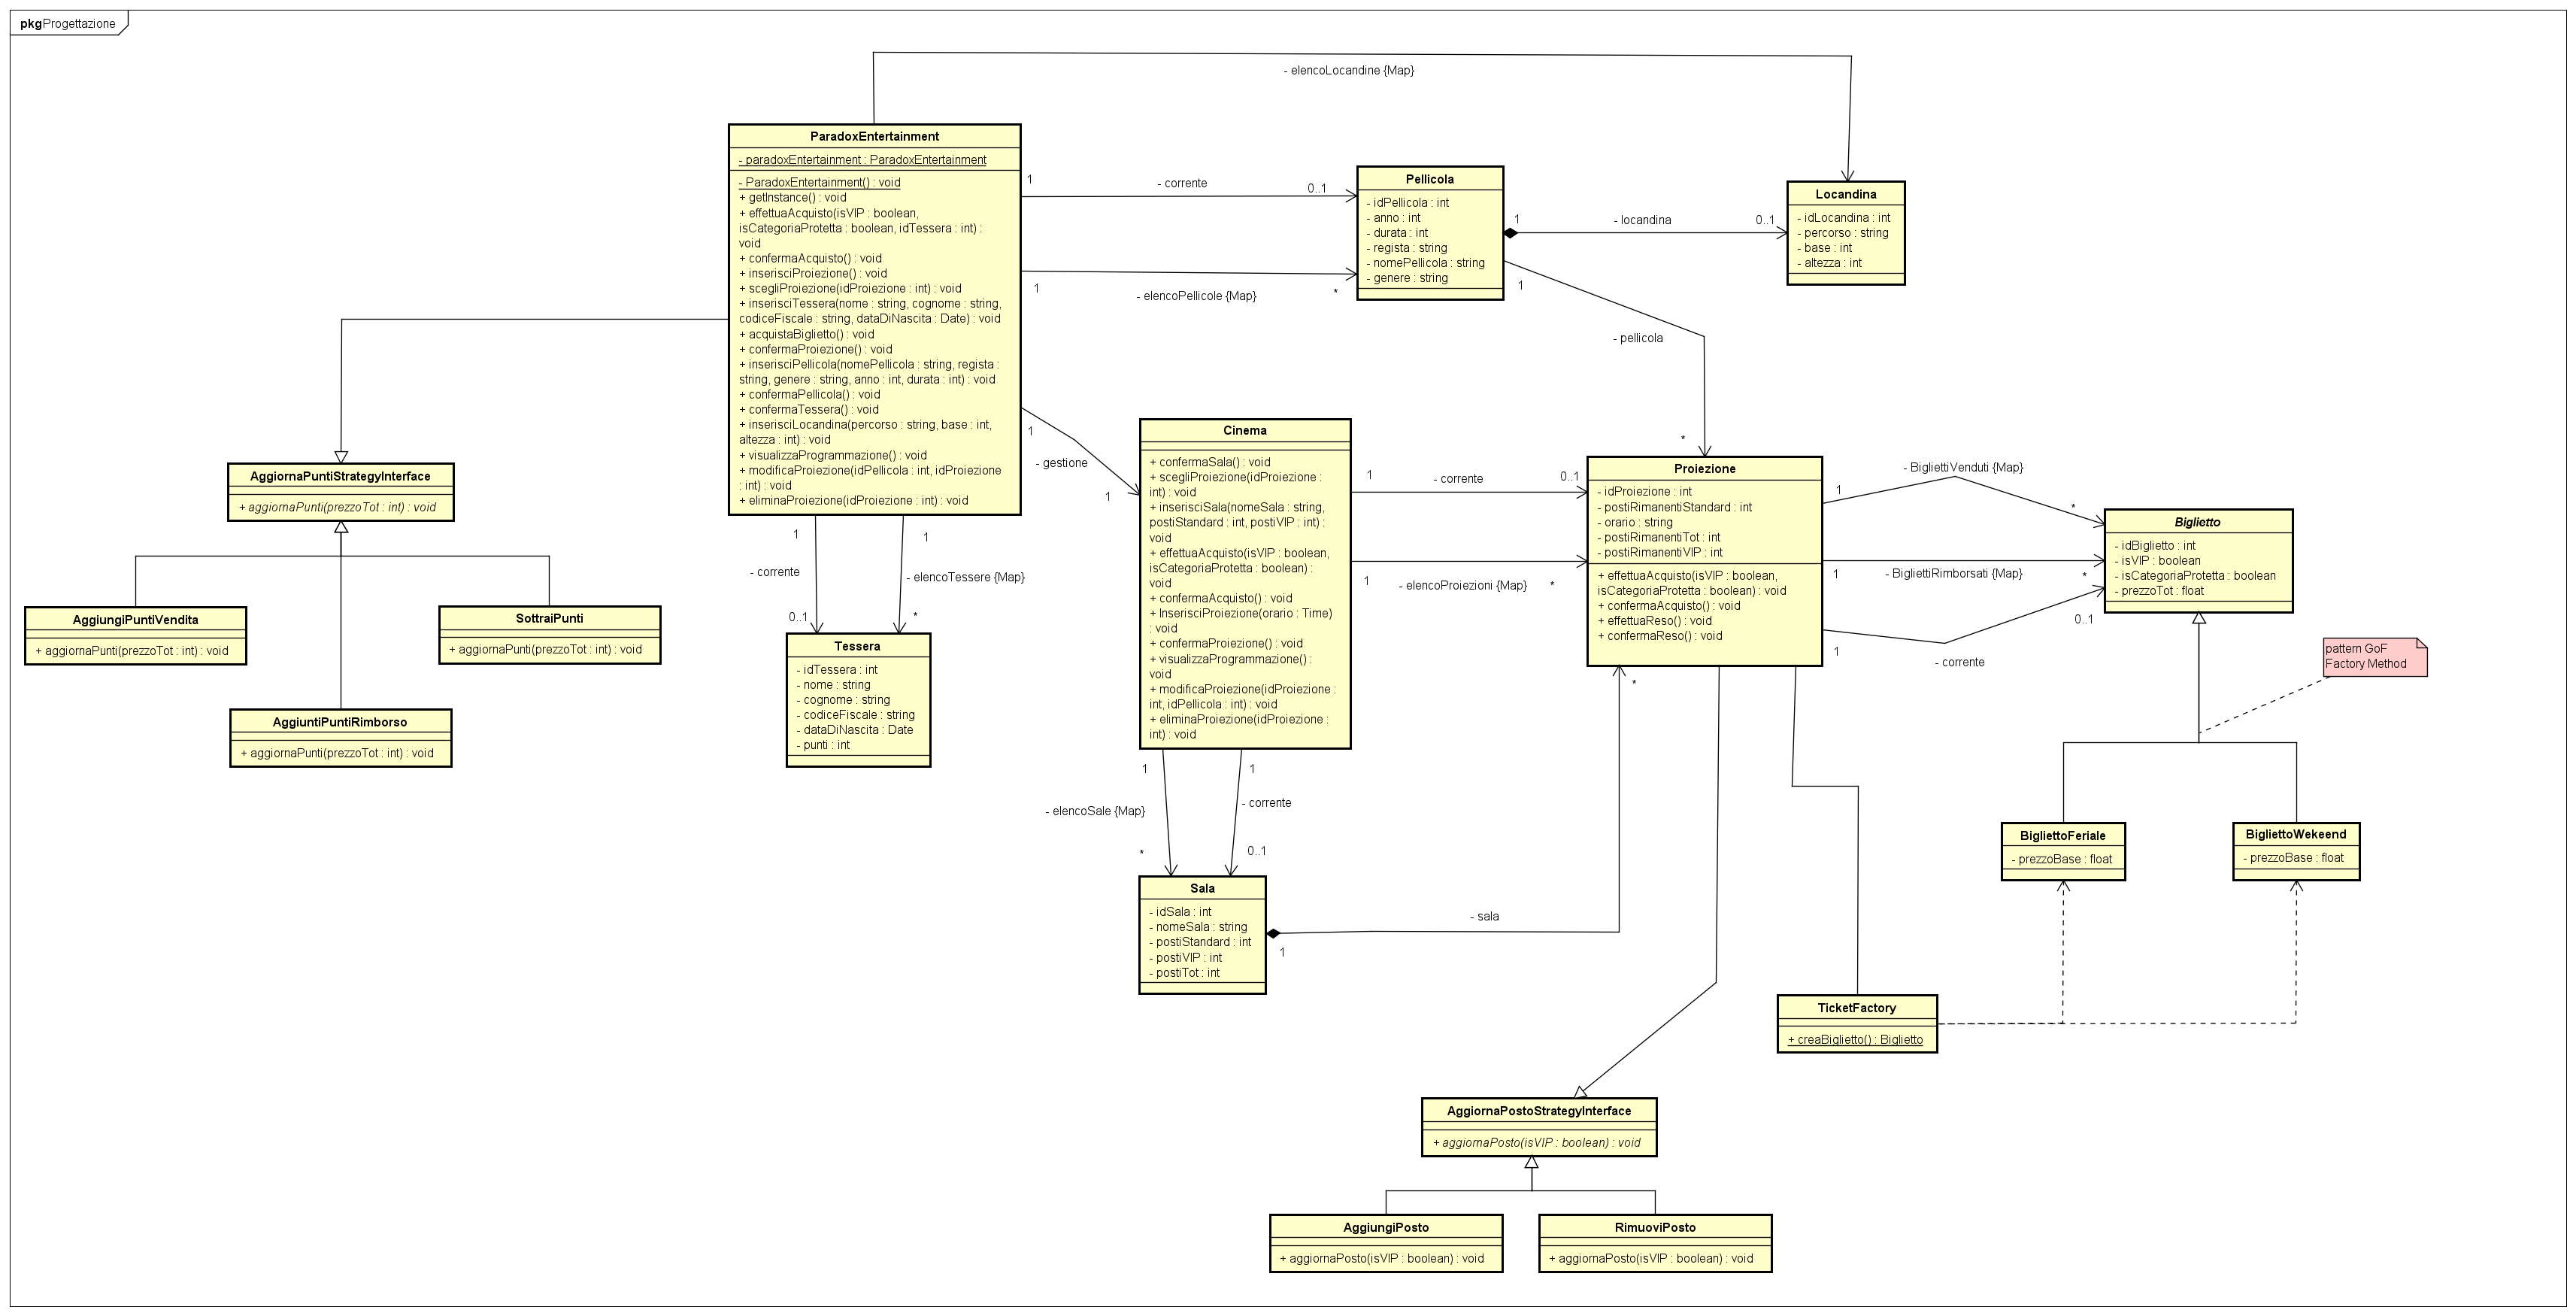 pkgProgettazione
- elencoLocandine {Map}
ParadoxEntertainment
- paradoxEntertainment : ParadoxEntertainment
- ParadoxEntertainment() : void
+ getInstance() : void
+ effettuaAcquisto(isVIP : boolean,
isCategoriaProtetta : boolean, idTessera : int) :
void
+ confermaAcquisto() : void
+ inserisciProiezione() : void
+ scegliProiezione(idProiezione : int) : void
+ inserisciTessera(nome : string, cognome : string,
codiceFiscale : string, dataDiNascita : Date) : void
+ acquistaBiglietto() : void
+ confermaProiezione() : void
+ inserisciPellicola(nomePellicola : string, regista :
string, genere : string, anno : int, durata : int) : void
+ confermaPellicola() : void
+ confermaTessera() : void
+ inserisciLocandina(percorso : string, base : int,
altezza : int) : void
+ visualizzaProgrammazione() : void
+ modificaProiezione(idPellicola : int, idProiezione
: int) : void
+ eliminaProiezione(idProiezione : int) : void
1
- corrente
0..1
1
- elencoPellicole {Map}
*
Pellicola
- idPellicola : int
- anno : int
- durata : int
- regista : string
- nomePellicola : string
- genere : string
1
- locandina
0..1
Locandina
- idLocandina : int
- percorso : string
- base : int
- altezza : int
1
- pellicola
*
1
- gestione
1
AggiornaPuntiStrategyInterface
+ aggiornaPunti(prezzoTot : int) : void
AggiungiPuntiVendita
+ aggiornaPunti(prezzoTot : int) : void
SottraiPunti
+ aggiornaPunti(prezzoTot : int) : void
AggiuntiPuntiRimborso
+ aggiornaPunti(prezzoTot : int) : void
1
- corrente
0..1
1
- elencoTessere {Map}
*
Tessera
- idTessera : int
- nome : string
- cognome : string
- codiceFiscale : string
- dataDiNascita : Date
- punti : int
Cinema
+ confermaSala() : void
+ scegliProiezione(idProiezione :
int) : void
+ inserisciSala(nomeSala : string,
postiStandard : int, postiVIP : int) :
void
+ effettuaAcquisto(isVIP : boolean,
isCategoriaProtetta : boolean) :
void
+ confermaAcquisto() : void
+ InserisciProiezione(orario : Time)
: void
+ confermaProiezione() : void
+ visualizzaProgrammazione() :
void
+ modificaProiezione(idProiezione :
int, idPellicola : int) : void
+ eliminaProiezione(idProiezione :
int) : void
1
- corrente
0..1
1
- elencoProiezioni {Map}
*
Proiezione
- idProiezione : int
- postiRimanentiStandard : int
- orario : string
- postiRimanentiTot : int
- postiRimanentiVIP : int
+ effettuaAcquisto(isVIP : boolean,
isCategoriaProtetta : boolean) : void
+ confermaAcquisto() : void
+ effettuaReso() : void
+ confermaReso() : void
1
- BigliettiVenduti {Map}
*
1
- BigliettiRimborsati {Map}
*
1
- corrente
0..1
Biglietto
- idBiglietto : int
- isVIP : boolean
- isCategoriaProtetta : boolean
- prezzoTot : float
pattern GoF
Factory Method
1
- elencoSale {Map}
*
1
- corrente
0..1
Sala
- idSala : int
- nomeSala : string
- postiStandard : int
- postiVIP : int
- postiTot : int
1
- sala
*
BigliettoFeriale
- prezzoBase : float
BigliettoWekeend
- prezzoBase : float
TicketFactory
+ creaBiglietto() : Biglietto
AggiornaPostoStrategyInterface
+ aggiornaPosto(isVIP : boolean) : void
AggiungiPosto
+ aggiornaPosto(isVIP : boolean) : void
RimuoviPosto
+ aggiornaPosto(isVIP : boolean) : void